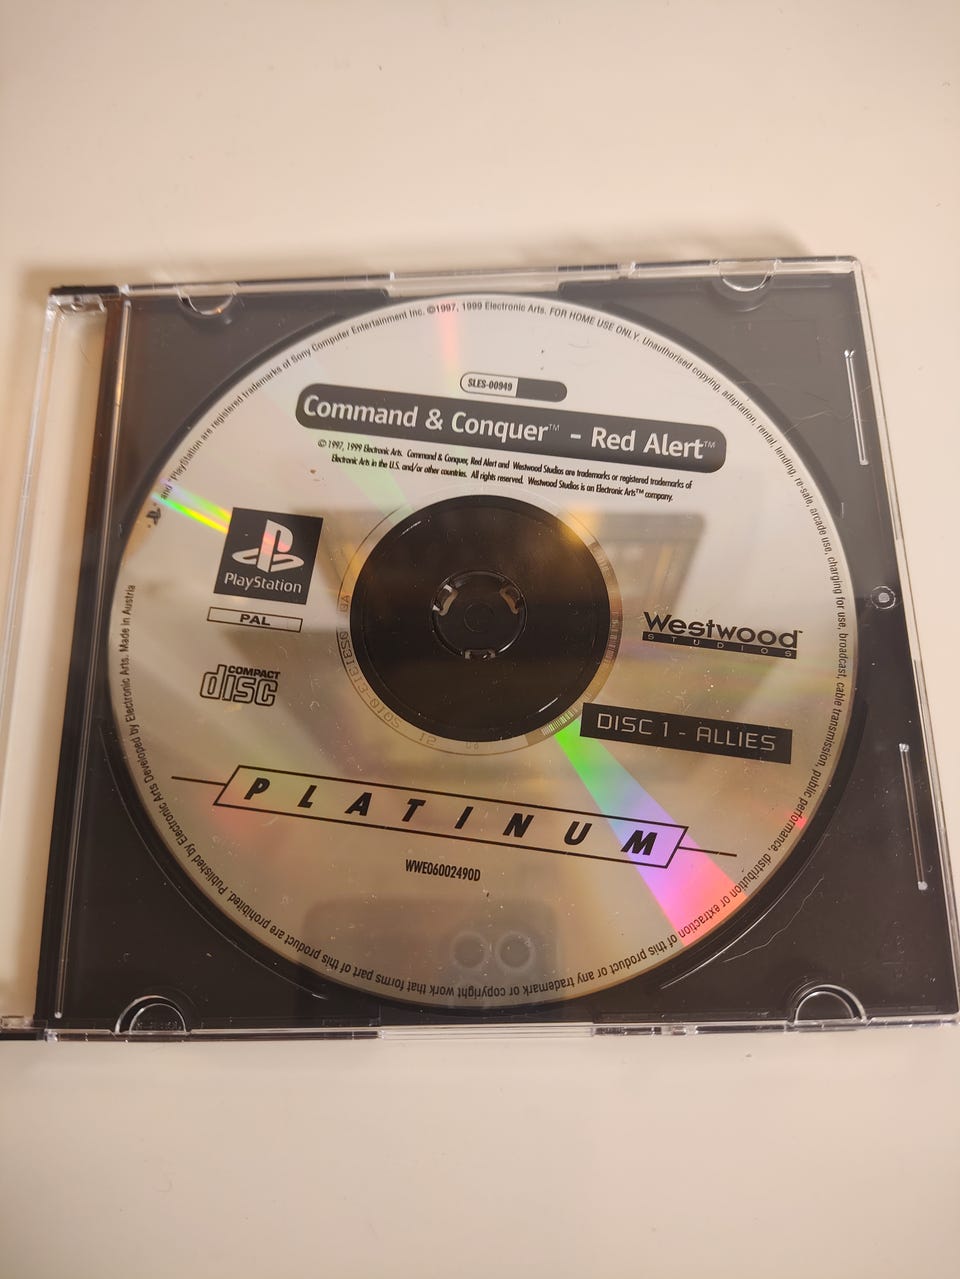 and "PlayStation are registered trademarks of Sony Computer Entertainment Inc. ©1997, 1999 Electronic Arts. FOR HOME USE ONLY. Unauthorised copying, adaptation, rental, lending, re-sale, arcade use, charging for use, broadcast, cable transmission, public performance, distribution or extraction of this product or any trademark or copyright work that forms part of this product are prohibited. Published by Electronic Arts Developed by Electronic Arts. Made in Austria
SLES-00949
Command & Conquer™ - Red Alert™
© 1997, 1999 Electronic Arts. Command & Conquer, Red Alert and Westwood Studios are trademarks or registered trademarks of
Electronic Arts in the U.S. and/or other countries. All rights reserved. Westwood Studios is an Electronic Arts™ company.
PlayStation
PAL
COMPACT
disc
Westwood™
STUDIOS
DISC 1 - ALLIES
PLATINUM
WWE06002490D